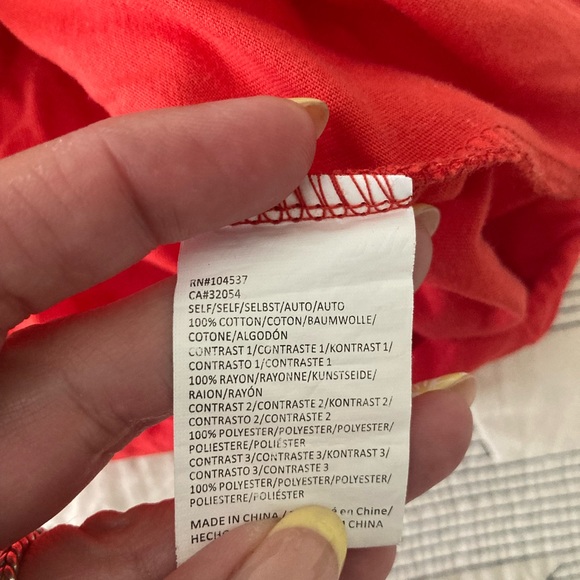 RN#104537
CA#32054
SELF/SELF/SELBST/AUTO/AUTO
100% COTTON/COTON/BAUMWOLLE/
COTONE/ALGODÓN
CONTRAST 1/CONTRASTE 1/KONTRAST 1/
CONTRASTO 1/CONTRASTE 1
100% RAYON/RAYONNE/KUNSTSEIDE/
RAION/RAYÓN
CONTRAST 2/CONTRASTE 2/KONTRAST 2/
CONTRASTO 2/CONTRASTE 2
100% POLYESTER/POLYESTER/POLYESTER/
POLIESTERE/POLIÉSTER
CONTRAST 3/CONTRASTE 3/KONTRAST 3/
CONTRASTO 3/CONTRASTE 3
100% POLYESTER/POLYESTER/POLYESTER/
POLIESTERE/POLIÉSTER
MADE IN CHINA en Chine/
CHINA